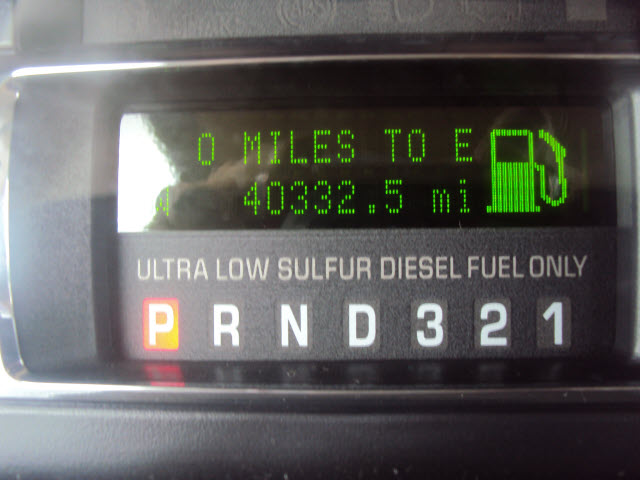 0 MILES TO E
W 40332.5 mi
ULTRA LOW SULFUR DIESEL FUEL ONLY
P R N D 3 2 1